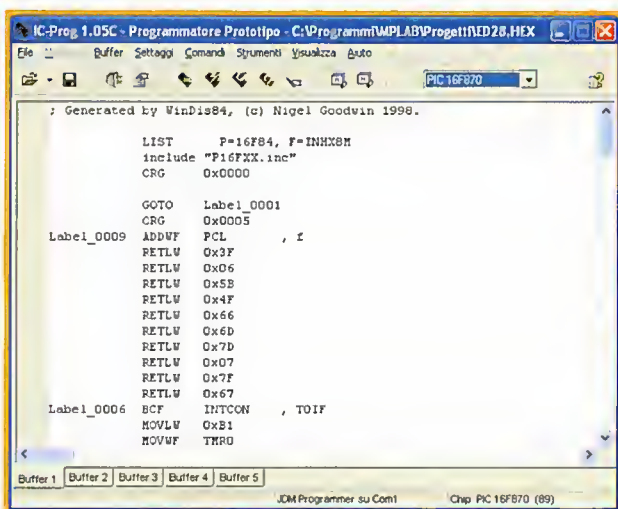 IC-Prog 1.05C - Programmatore Prototipo - C:\Programmi\MPLAB\Progetti\ED28.HEX
File Buffer Settaggi Comandi Strumenti Visualizza Aiuto
PIC 16F870
; Generated by WinDis84, (c) Nigel Goodwin 1998.
LIST P=16F84, F=INHX8M
include "P16FXX.inc"
ORG 0x0000
GOTO Label_0001
ORG 0x0005
Label_0009 ADDWF PCL , f
RETLW 0x3F
RETLW 0x06
RETLW 0x5B
RETLW 0x4F
RETLW 0x66
RETLW 0x6D
RETLW 0x7D
RETLW 0x07
RETLW 0x7F
RETLW 0x67
Label_0006 BCF INTCON , T0IF
MOVLW 0xB1
MOVWF TMR0
Buffer 1 Buffer 2 Buffer 3 Buffer 4 Buffer 5
JDM Programmer su Com1 Chip PIC 16F870 (89)